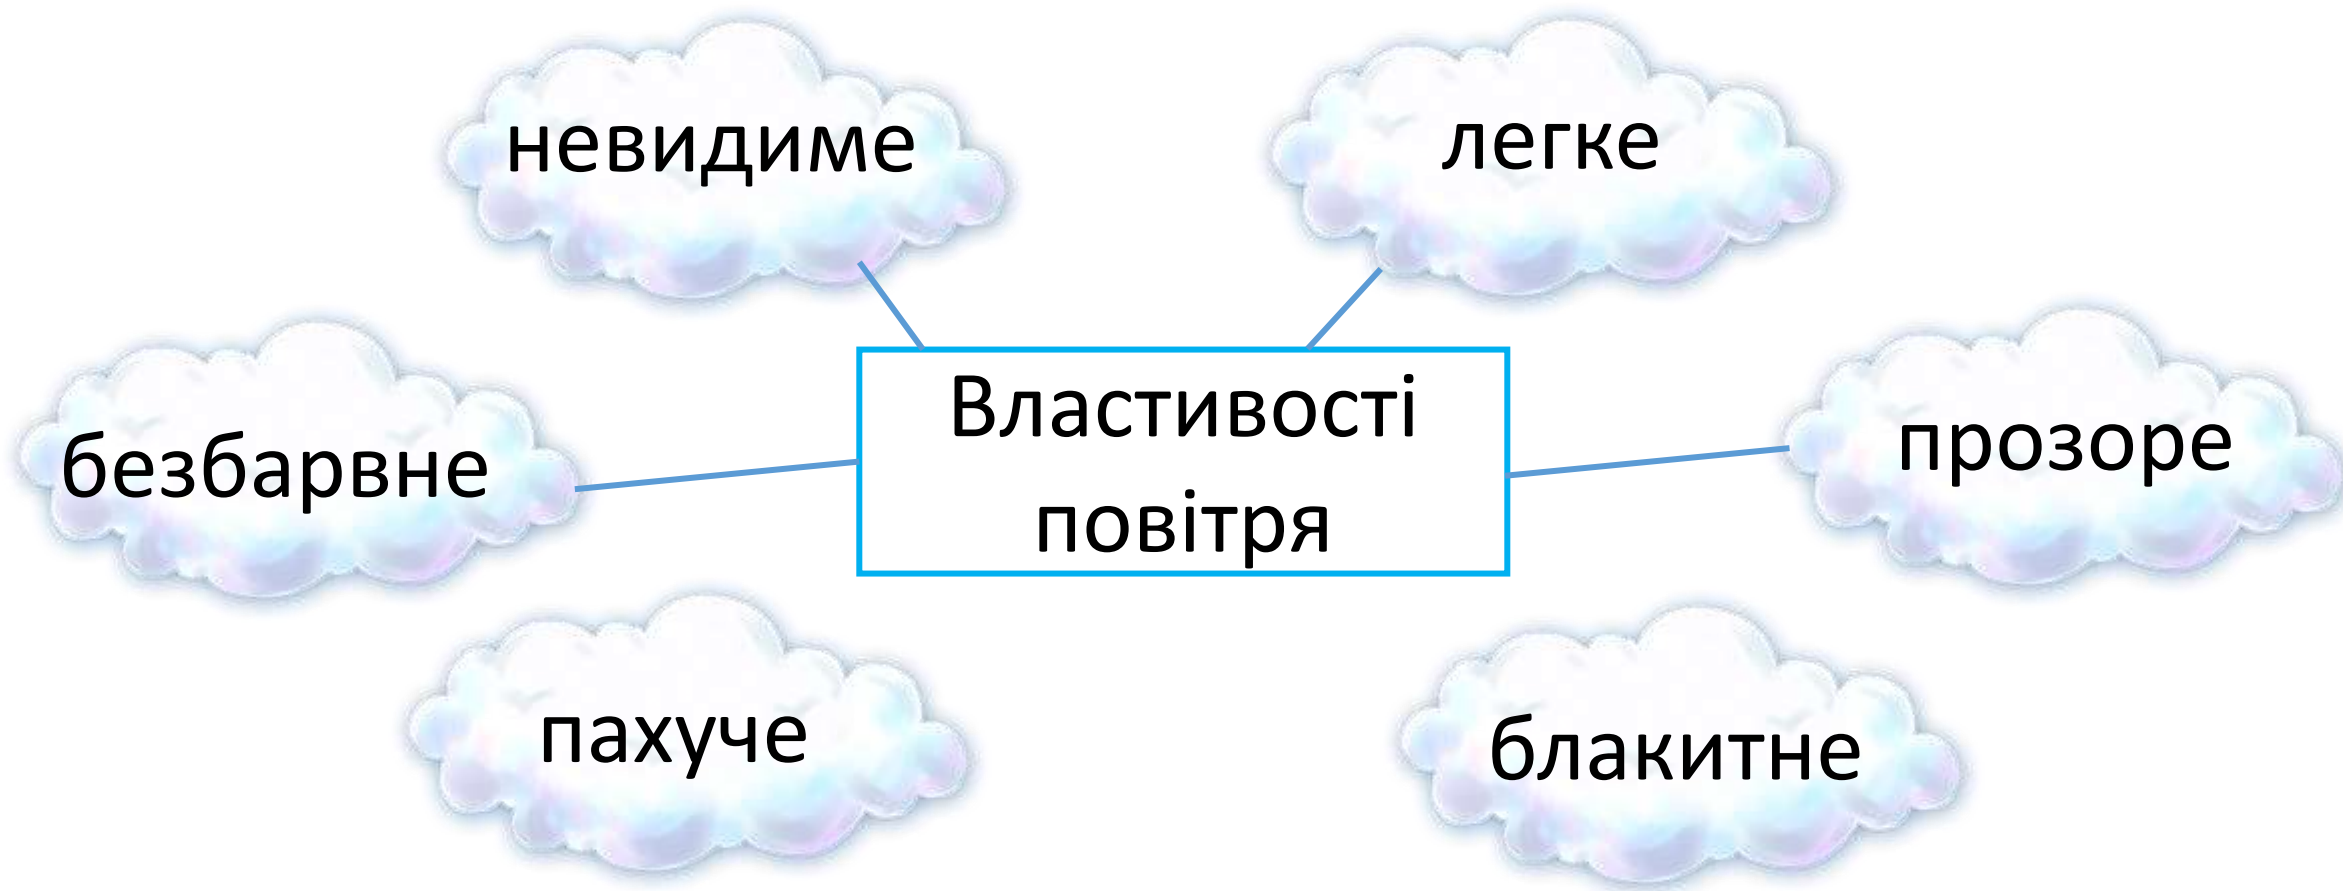 невидиме
легке
безбарвне
Властивості
повітря
прозоре
пахуче
блакитне